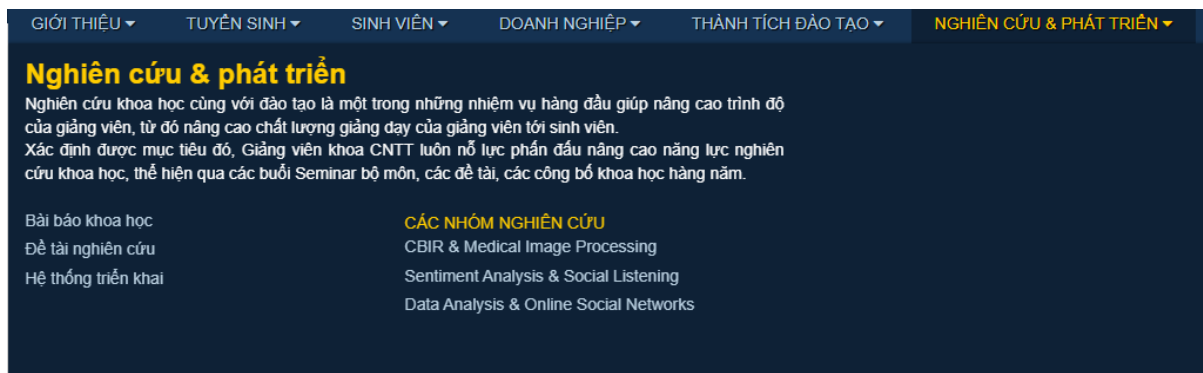 GIỚI THIỆU TUYỂN SINH SINH VIÊN DOANH NGHIỆP THÀNH TÍCH ĐÀO TẠO NGHIÊN CỨU & PHÁT TRIỂN
Nghiên cứu & phát triển
Nghiên cứu khoa học cùng với đào tạo là một trong những nhiệm vụ hàng đầu giúp nâng cao trình độ
của giảng viên, từ đó nâng cao chất lượng giảng dạy của giảng viên tới sinh viên.
Xác định được mục tiêu đó, Giảng viên khoa CNTT luôn nỗ lực phấn đấu nâng cao năng lực nghiên
cứu khoa học, thể hiện qua các buổi Seminar bộ môn, các đề tài, các công bố khoa học hàng năm.
Bài báo khoa học
Đề tài nghiên cứu
Hệ thống triển khai
CÁC NHÓM NGHIÊN CỨU
CBIR & Medical Image Processing
Sentiment Analysis & Social Listening
Data Analysis & Online Social Networks